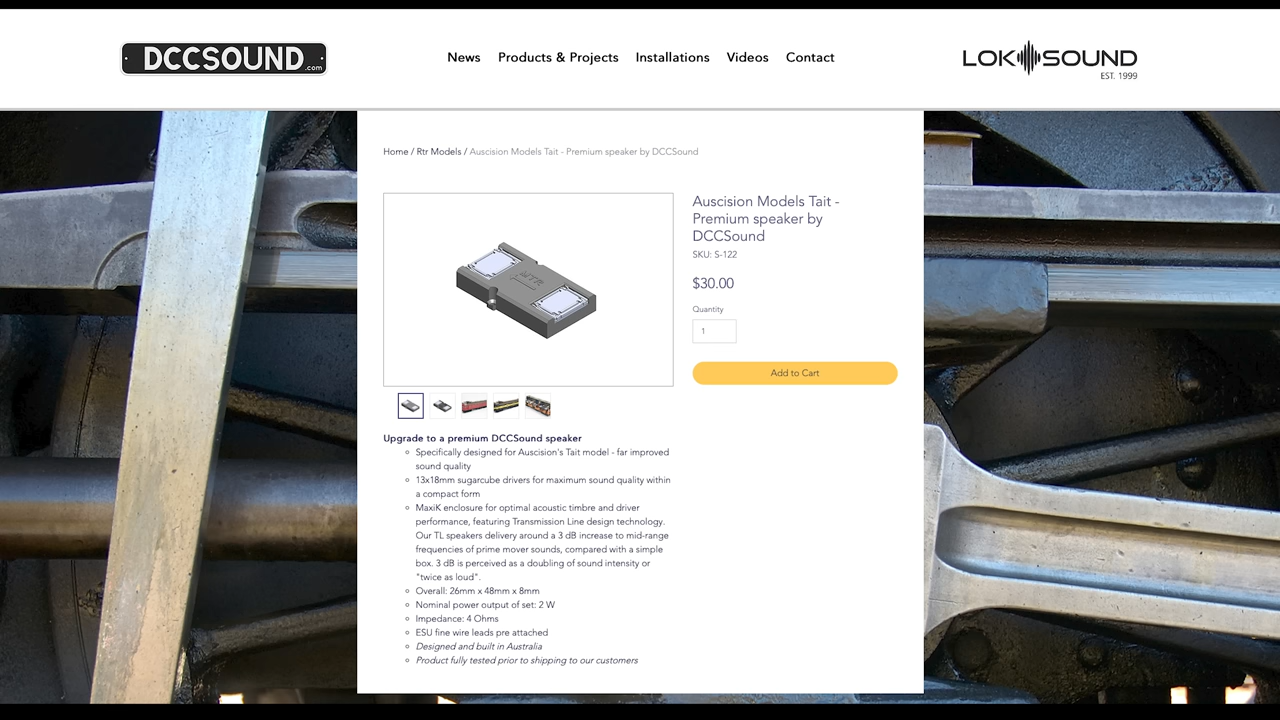 DCCSOUND
.com
News Products & Projects Installations Videos Contact
LOKSOUND
EST. 1999
Home / Rtr Models / Auscision Models Tait - Premium speaker by DCCSound
Auscision Models Tait -
Premium speaker by
DCCSound
SKU: S-122
$30.00
Quantity
1
Add to Cart
Upgrade to a premium DCCSound speaker
Specifically designed for Auscision's Tait model - far improved
sound quality
13x18mm sugarcube drivers for maximum sound quality within
a compact form
MaxiK enclosure for optimal acoustic timbre and driver
performance, featuring Transmission Line design technology.
Our TL speakers delivery around a 3 dB increase to mid-range
frequencies of prime mover sounds, compared with a simple
box. 3 dB is perceived as a doubling of sound intensity or
"twice as loud".
Overall: 26mm x 48mm x 8mm
Nominal power output of set: 2 W
Impedance: 4 Ohms
ESU fine wire leads pre attached
Designed and built in Australia
Product fully tested prior to shipping to our customers